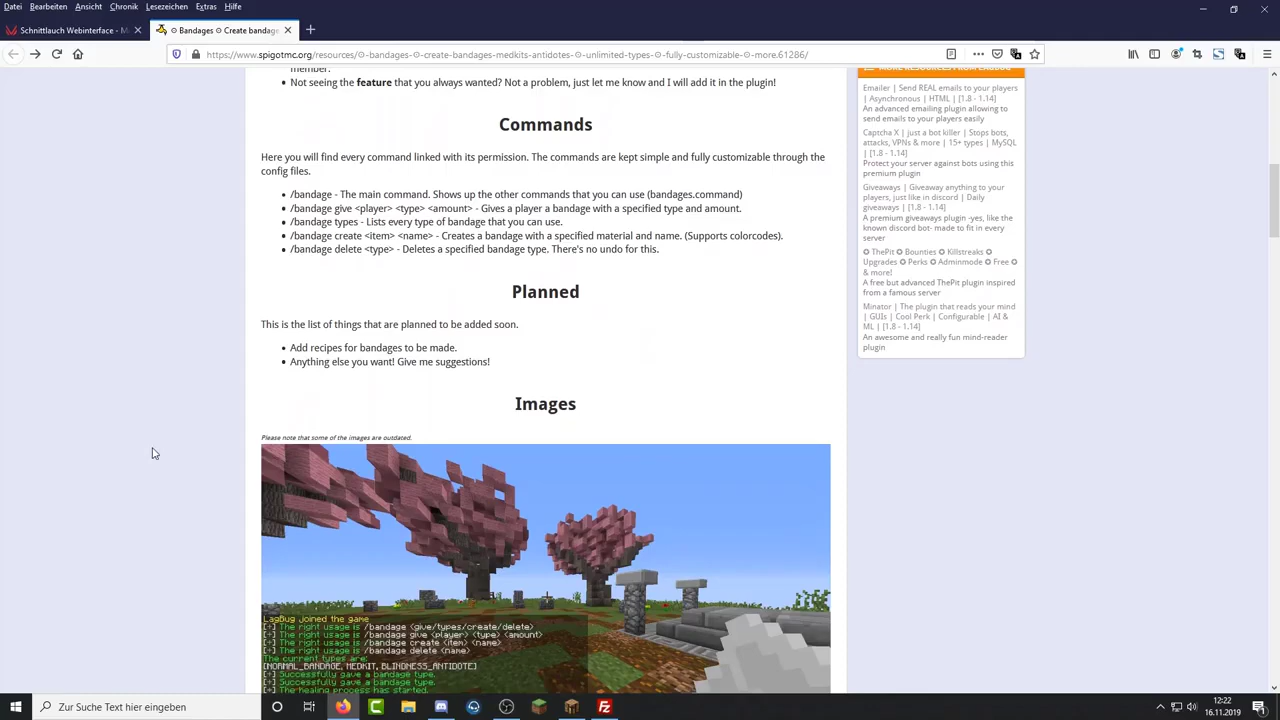 Datei Bearbeiten Ansicht Chronik Lesezeichen Extras Hilfe
Schnittlauch Webinterface - M
⚙ Bandages ⚙ Create bandage
https://www.spigotmc.org/resources/⚙-bandages-⚙-create-bandages-medkits-antidotes-⚙-unlimited-types-⚙-fully-customizable-⚙-more.61286/
member.
Not seeing the feature that you always wanted? Not a problem, just let me know and I will add it in the plugin!
Commands
Here you will find every command linked with its permission. The commands are kept simple and fully customizable through the
config files.
/bandage - The main command. Shows up the other commands that you can use (bandages.command)
/bandage give <player> <type> <amount> - Gives a player a bandage with a specified type and amount.
/bandage types - Lists every type of bandage that you can use.
/bandage create <item> <name> - Creates a bandage with a specified material and name. (Supports colorcodes).
/bandage delete <type> - Deletes a specified bandage type. There's no undo for this.
Planned
This is the list of things that are planned to be added soon.
Add recipes for bandages to be made.
Anything else you want! Give me suggestions!
Images
Please note that some of the images are outdated.
LagBug joined the game
[+] The right usage is /bandage <give/types/create/delete>
[+] The right usage is /bandage give <player> <type> <amount>
[+] The right usage is /bandage create <item> <name>
[+] The right usage is /bandage delete <name>
The current types are:
[NORMAL_BANDAGE, MEDKIT, BLINDNESS_ANTIDOTE]
[+] Successfully gave a bandage type.
[+] Successfully gave a bandage type.
[+] The healing process has started.
Emailer | Send REAL emails to your players
| Asynchronous | HTML | [1.8 - 1.14]
An advanced emailing plugin allowing to
send emails to your players easily
Captcha X | just a bot killer | Stops bots,
attacks, VPNs & more | 15+ types | MySQL
| [1.8 - 1.14]
Protect your server against bots using this
premium plugin
Giveaways | Giveaway anything to your
players, just like in discord | Daily
giveaways | [1.8 - 1.14]
A premium giveaways plugin -yes, like the
known discord bot- made to fit in every
server
✪ ThePit ✪ Bounties ✪ Killstreaks ✪
Upgrades ✪ Perks ✪ Adminmode ✪ Free ✪
& more!
A free but advanced ThePit plugin inspired
from a famous server
Minator | The plugin that reads your mind
| GUIs | Cool Perk | Configurable | AI &
ML | [1.8 - 1.14]
An awesome and really fun mind-reader
plugin
Zur Suche Text hier eingeben
12:22
16.11.2019